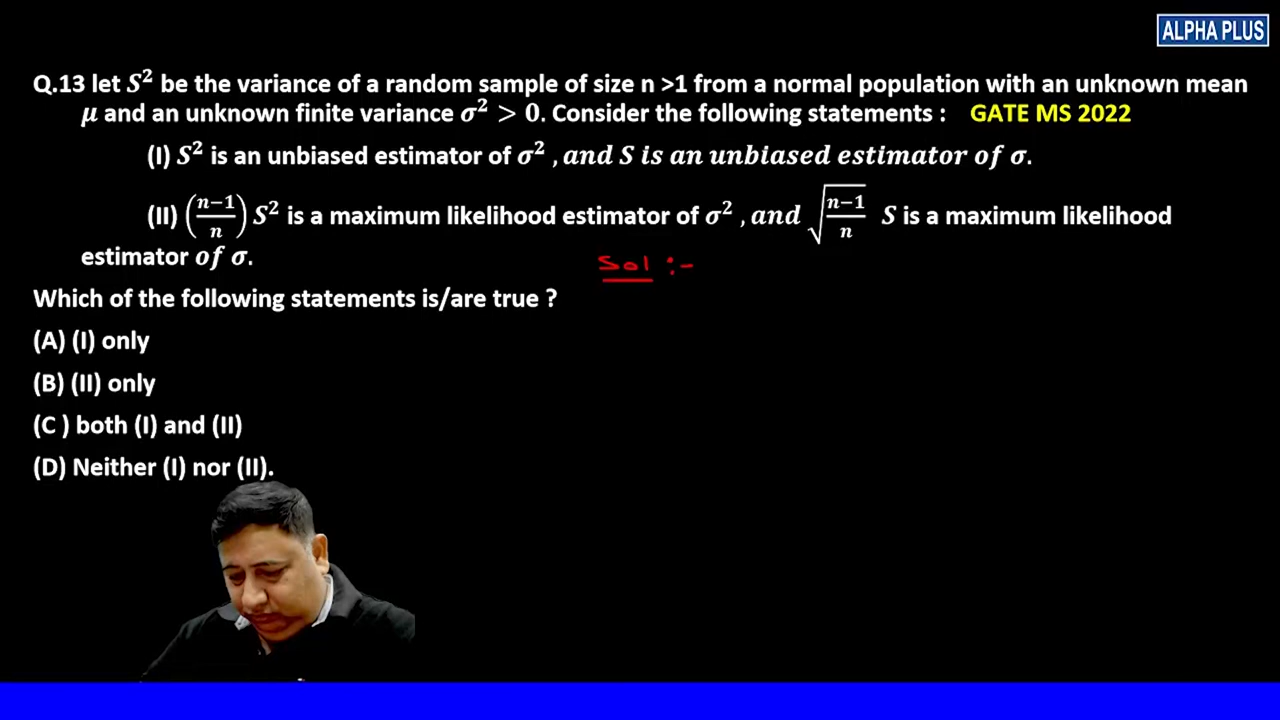 ALPHA PLUS
Q.13 let S² be the variance of a random sample of size n >1 from a normal population with an unknown mean
μ and an unknown finite variance σ² > 0. Consider the following statements : GATE MS 2022
(I) S² is an unbiased estimator of σ² , and S is an unbiased estimator of σ.
(II) (n−1/n) S² is a maximum likelihood estimator of σ² , and √(n−1/n) S is a maximum likelihood
estimator of σ.
Sol :-
Which of the following statements is/are true ?
(A) (I) only
(B) (II) only
(C ) both (I) and (II)
(D) Neither (I) nor (II).